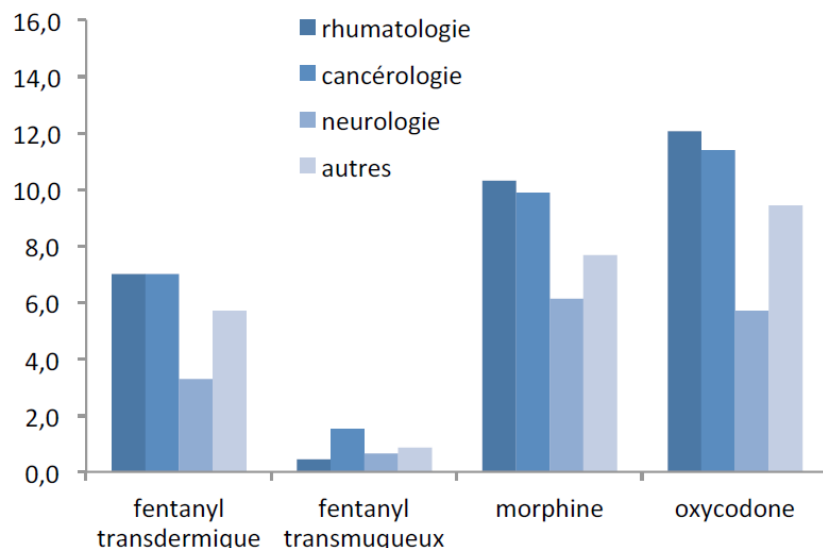 16,0
14,0
12,0
10,0
8,0
6,0
4,0
2,0
0,0
rhumatologie
cancérologie
neurologie
autres
fentanyl
transdermique
fentanyl
transmuqueux
morphine
oxycodone